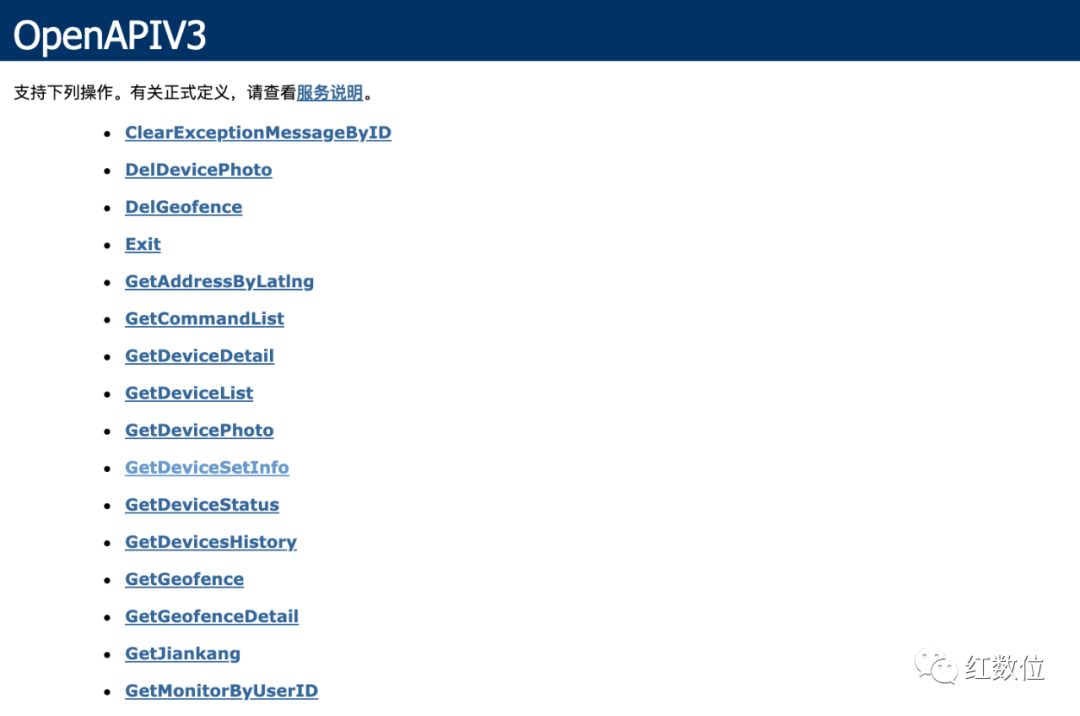 OpenAPIV3
支持下列操作。有关正式定义，请查看服务说明。
ClearExceptionMessageByID
DelDevicePhoto
DelGeofence
Exit
GetAddressByLatlng
GetCommandList
GetDeviceDetail
GetDeviceList
GetDevicePhoto
GetDeviceSetInfo
GetDeviceStatus
GetDevicesHistory
GetGeofence
GetGeofenceDetail
GetJiankang
GetMonitorByUserID
红数位